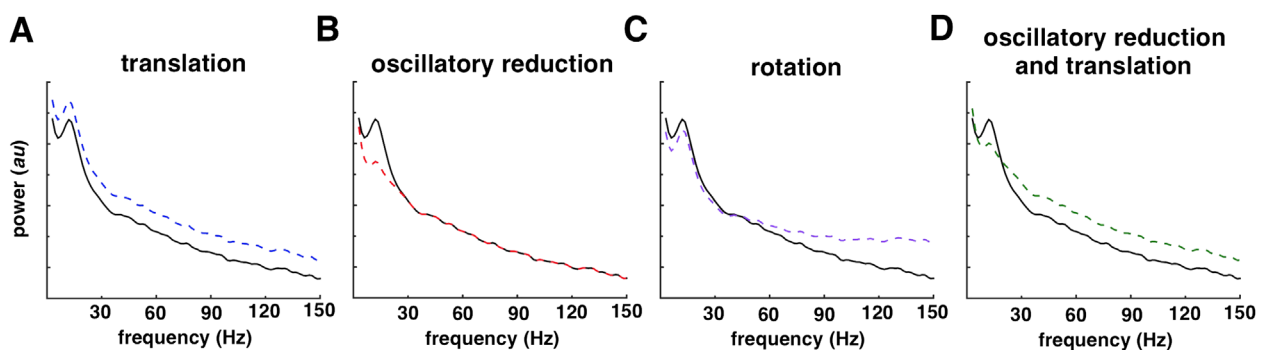 A
translation
power (au)
30 60 90 120 150
frequency (Hz)
B
oscillatory reduction
30 60 90 120 150
frequency (Hz)
C
rotation
30 60 90 120 150
frequency (Hz)
D
oscillatory reduction
and translation
30 60 90 120 150
frequency (Hz)